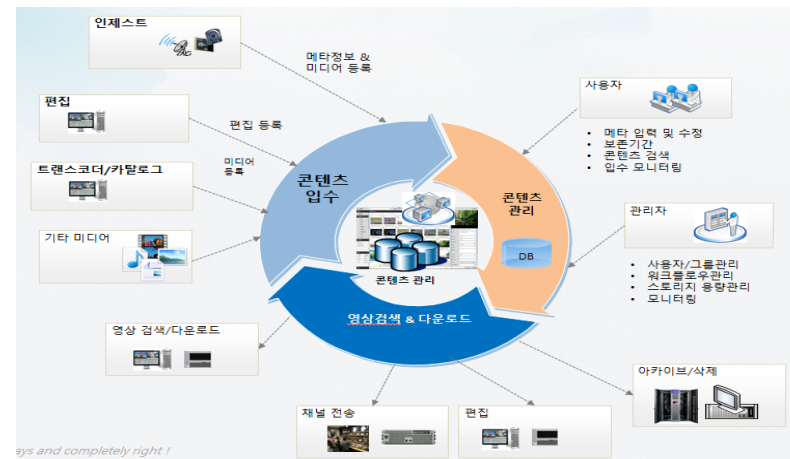 인제스트
메타정보 &
미디어 등록
편집
편집 등록
트랜스코더/카탈로그
미디어
등록
기타 미디어
콘텐츠
입수
콘텐츠
관리
DB
콘텐츠 관리
영상검색 & 다운로드
사용자
• 메타 입력 및 수정
• 보존기간
• 콘텐츠 검색
• 입수 모니터링
관리자
• 사용자/그룹관리
• 워크플로우관리
• 스토리지 용량관리
• 모니터링
영상 검색/다운로드
채널 전송
편집
아카이브/삭제
ays and completely right !